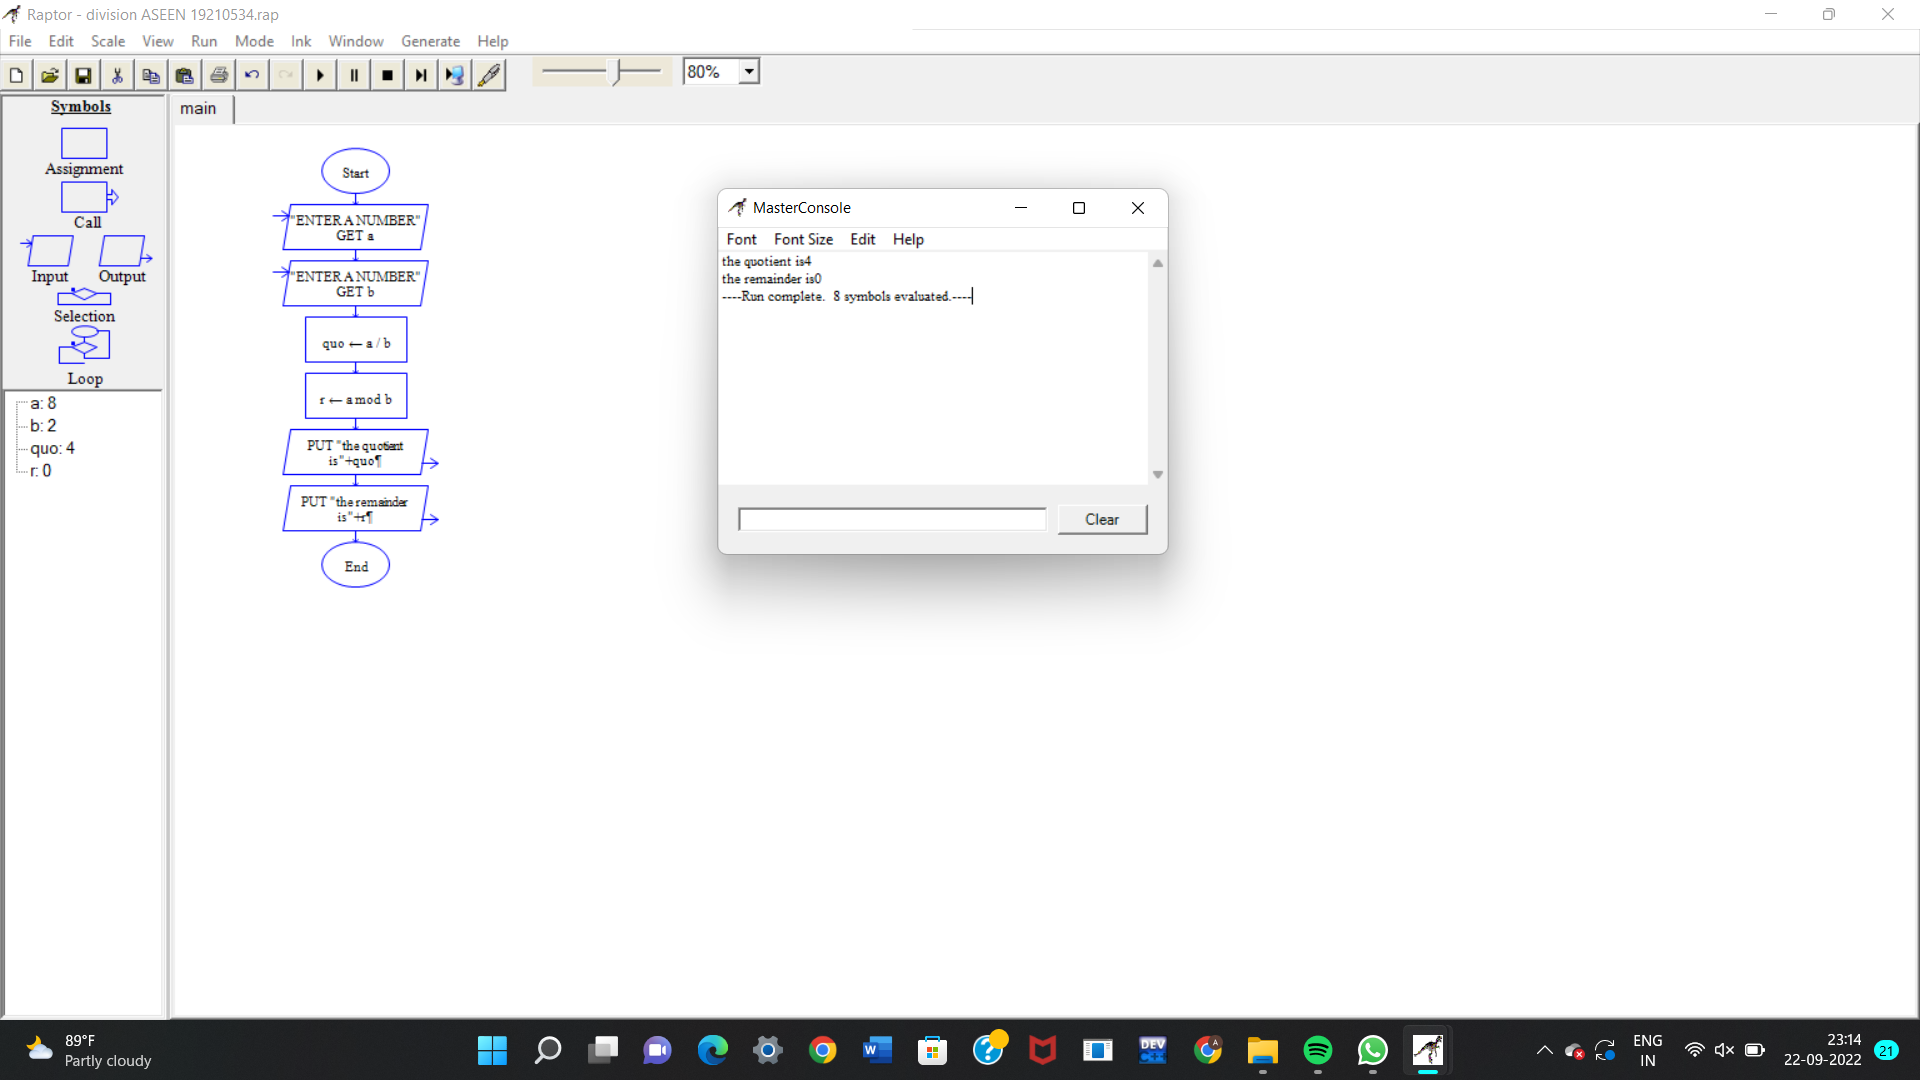 Raptor - division ASEEN 19210534.rap
File Edit Scale View Run Mode Ink Window Generate Help
80%
Symbols
Assignment
Call
Input Output
Selection
Loop
a: 8
b: 2
quo: 4
r: 0
main
Start
"ENTER A NUMBER"
GET a
"ENTER A NUMBER"
GET b
quo ← a / b
r ← a mod b
PUT "the quotient
is"+quo¶
PUT "the remainder
is"+r¶
End
MasterConsole
Font Font Size Edit Help
the quotient is4
the remainder is0
----Run complete.  8 symbols evaluated.----
Clear
89°F
Partly cloudy
W
?
DEV
C++
A
ENG
IN
23:14
22-09-2022
21